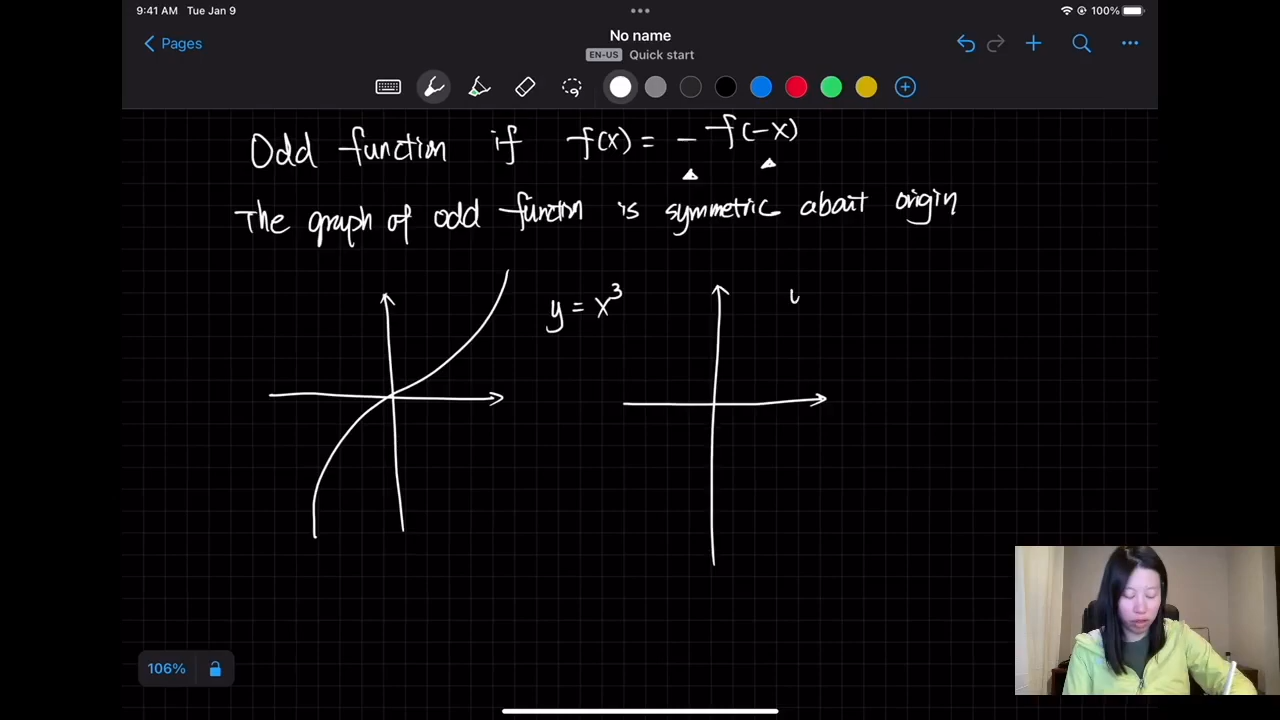 9:41 AM Tue Jan 9
100%
Pages
No name
EN-US Quick start
Odd function if f(x) = - f(-x)
The graph of odd function is symmetric about origin
y = x³
106%